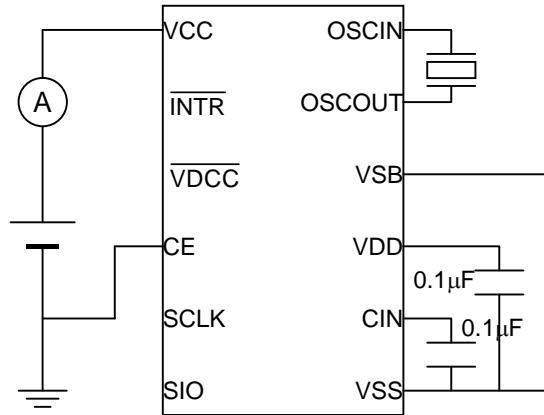 VCC
OSCIN
A
INTR
OSCOUT
VDCC
VSB
CE
VDD
0.1μF
SCLK
CIN
0.1μF
SIO
VSS